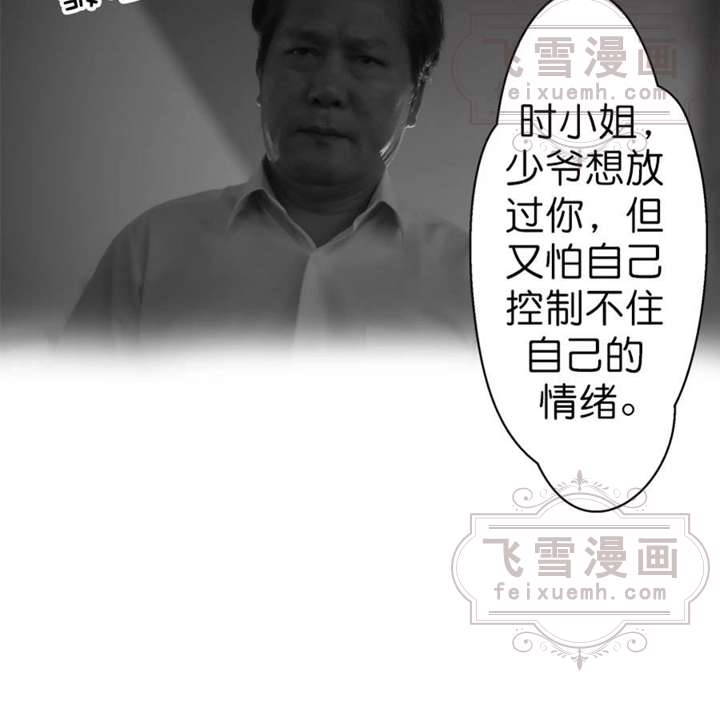 飞雪漫画
feixuemh.com
时小姐，
少爷想放
过你，但
又怕自己
控制不住
自己的
情绪。
飞雪漫画
feixuemh.com